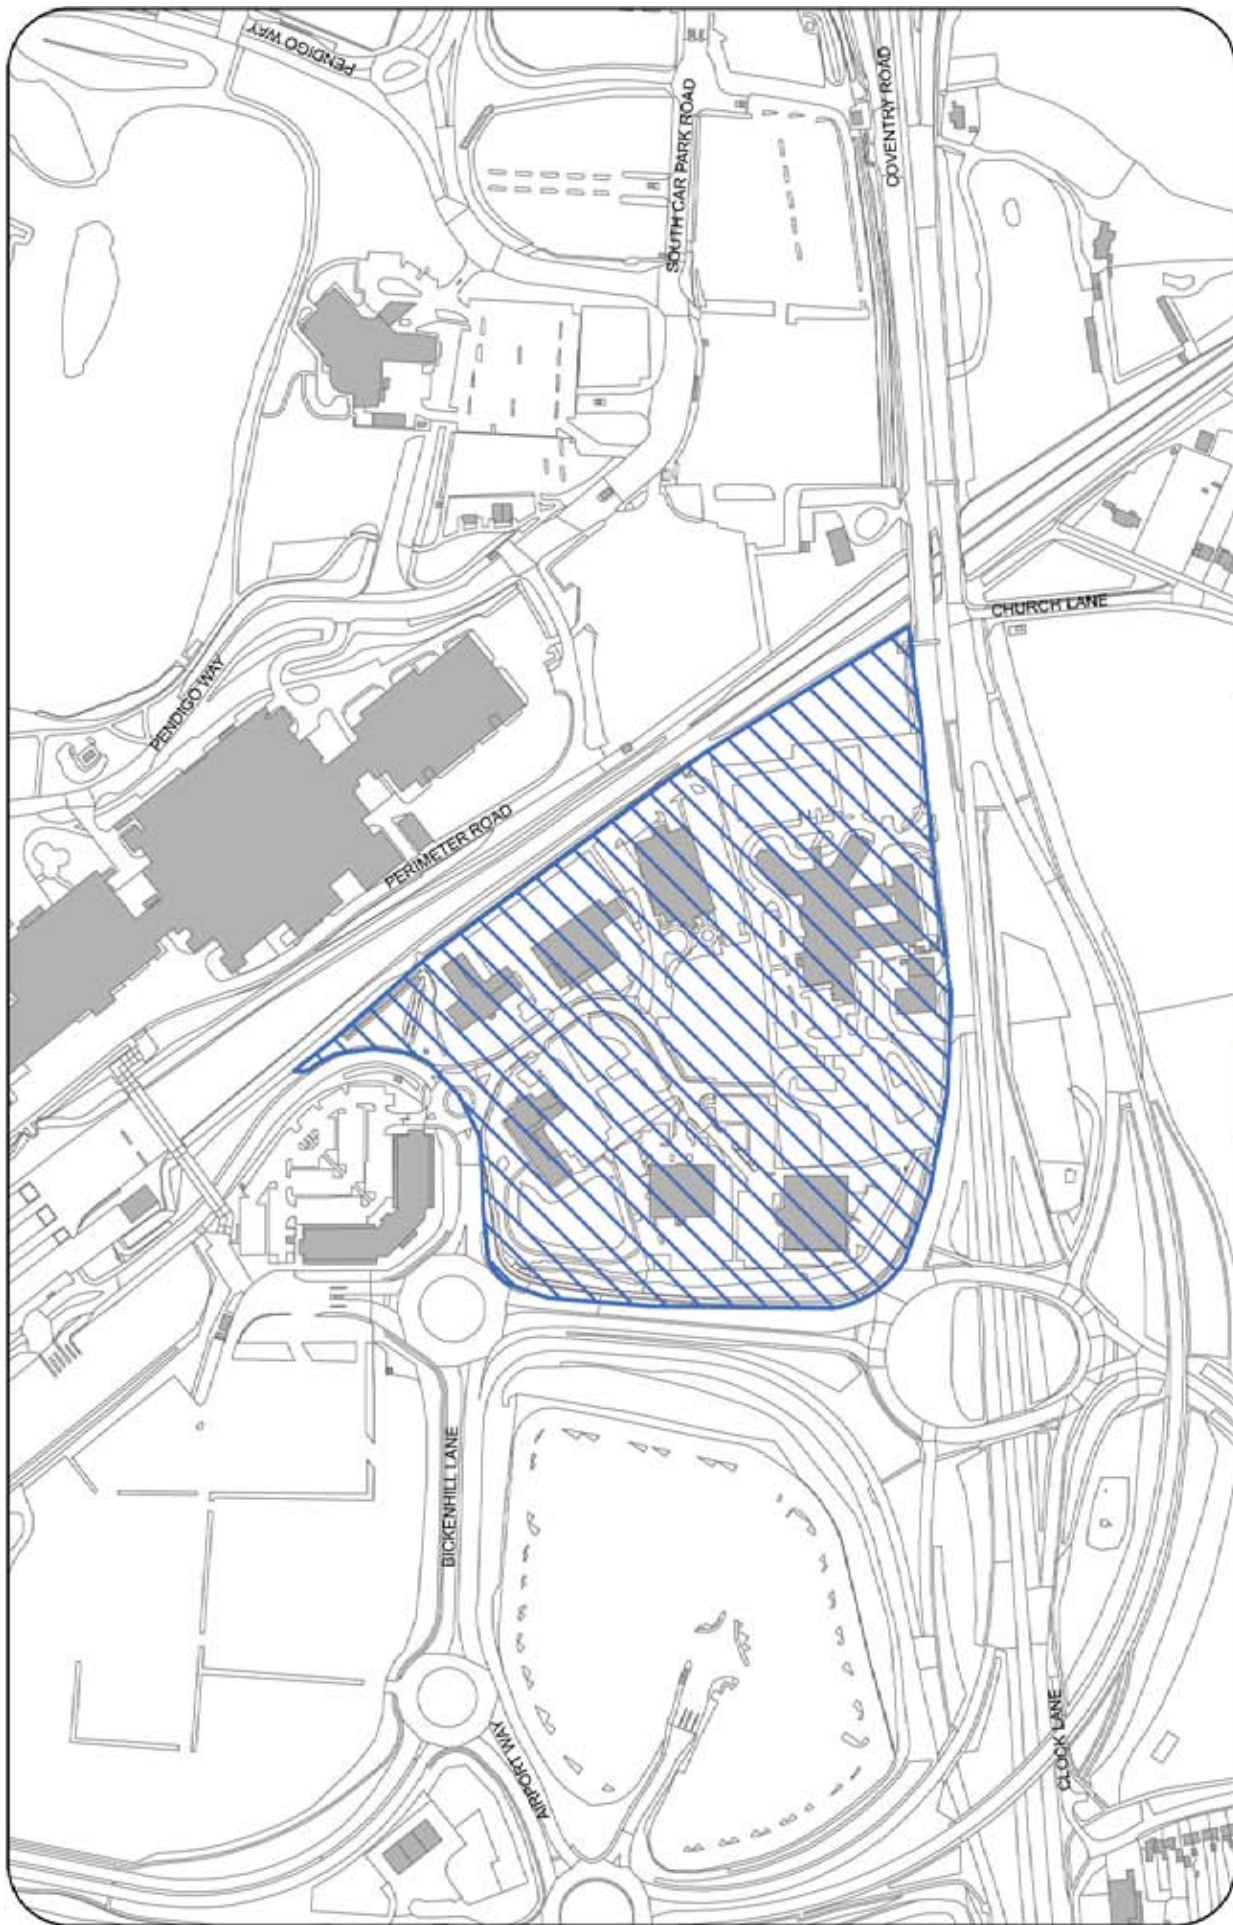 PENDIGO WAY
SOUTH CAR PARK ROAD
COVENTRY ROAD
CHURCH LANE
PENDIGO WAY
PERIMETER ROAD
BICKENHILL LANE
AIRPORT WAY
CLOCK LANE